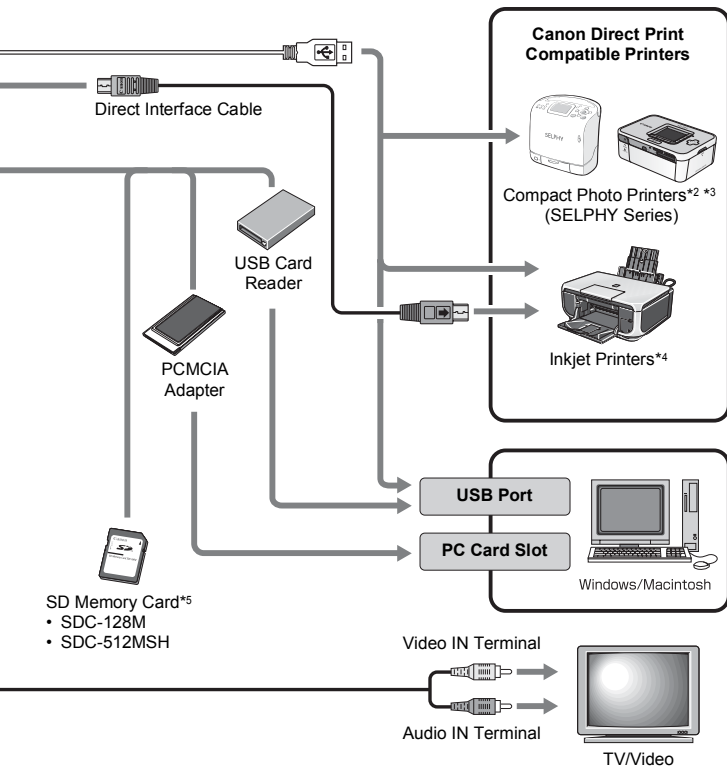 Canon Direct Print
Compatible Printers
Direct Interface Cable
SELPHY
Compact Photo Printers*2 *3
(SELPHY Series)
USB Card
Reader
PCMCIA
Adapter
Inkjet Printers*4
USB Port
PC Card Slot
Windows/Macintosh
SD Memory Card*5
• SDC-128M
• SDC-512MSH
Video IN Terminal
Audio IN Terminal
TV/Video